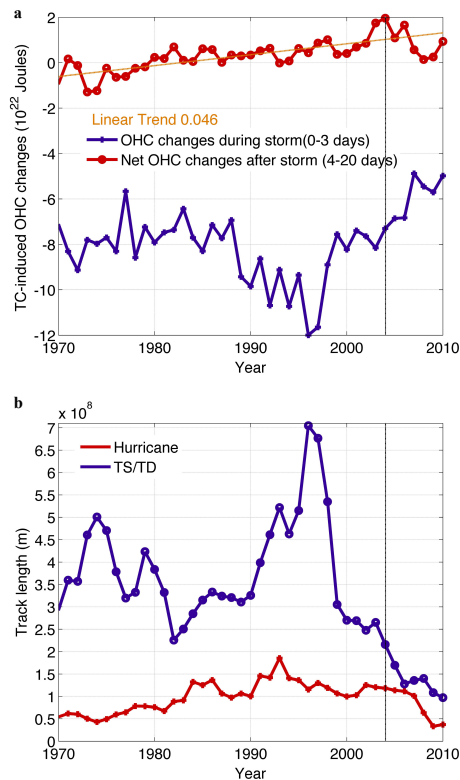 a
TC-induced OHC changes (10²² Joules)
2
0
-2
-4
-6
-8
-10
-12
Linear Trend 0.046
OHC changes during storm(0-3 days)
Net OHC changes after storm (4-20 days)
1970 1980 1990 2000 2010
Year
b
x 10⁸
Track length (m)
7
6.5
6
5.5
5
4.5
4
3.5
3
2.5
2
1.5
1
0.5
0
Hurricane
TS/TD
1970 1980 1990 2000 2010
Year